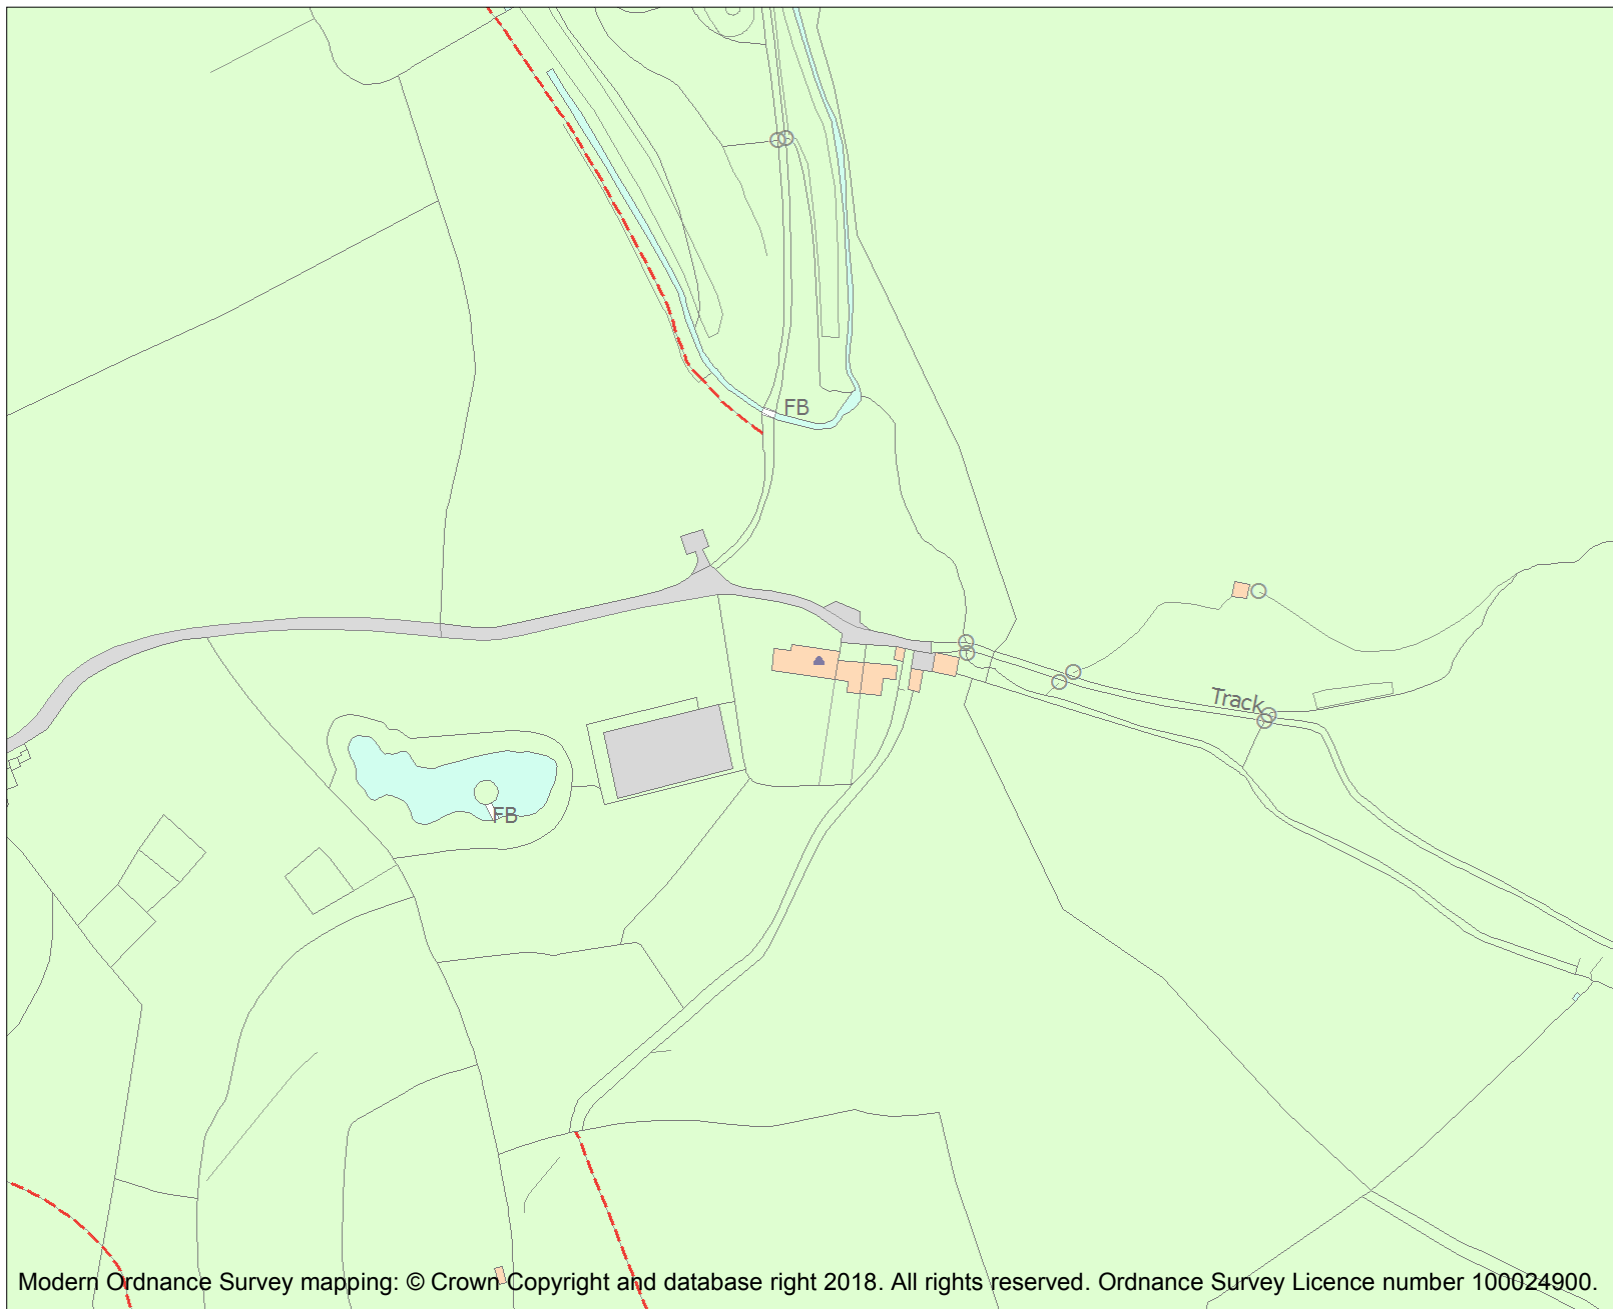 FB
Track
FB
Modern Ordnance Survey mapping: © Crown Copyright and database right 2018. All rights reserved. Ordnance Survey Licence number 100024900.